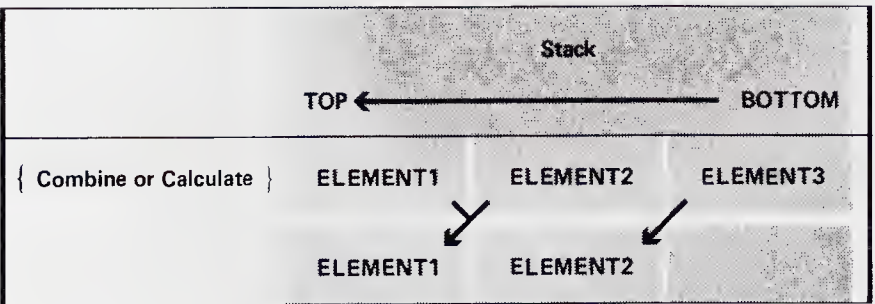 Stack
TOP BOTTOM
{ Combine or Calculate } ELEMENT1 ELEMENT2 ELEMENT3
ELEMENT1 ELEMENT2